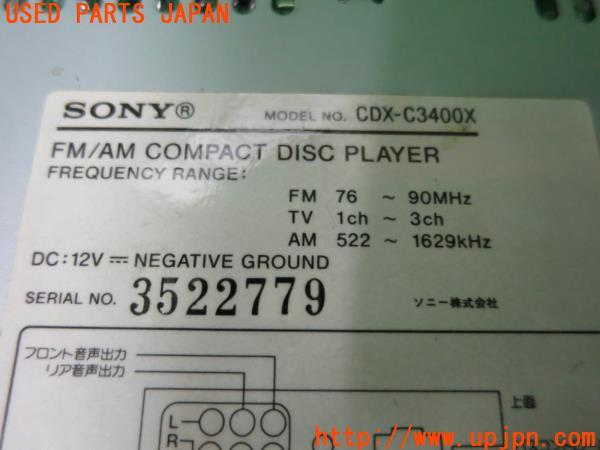 USED PARTS JAPAN
SONY®
MODEL NO. CDX-C3400X
FM/AM COMPACT DISC PLAYER
FREQUENCY RANGE:
FM 76 ~ 90MHz
TV 1ch ~ 3ch
AM 522 ~ 1629kHz
DC:12V ⎓ NEGATIVE GROUND
SERIAL NO. 3522779
ソニー株式会社
フロント音声出力
リア音声出力
上面
L
R
http://www.upjpn.com